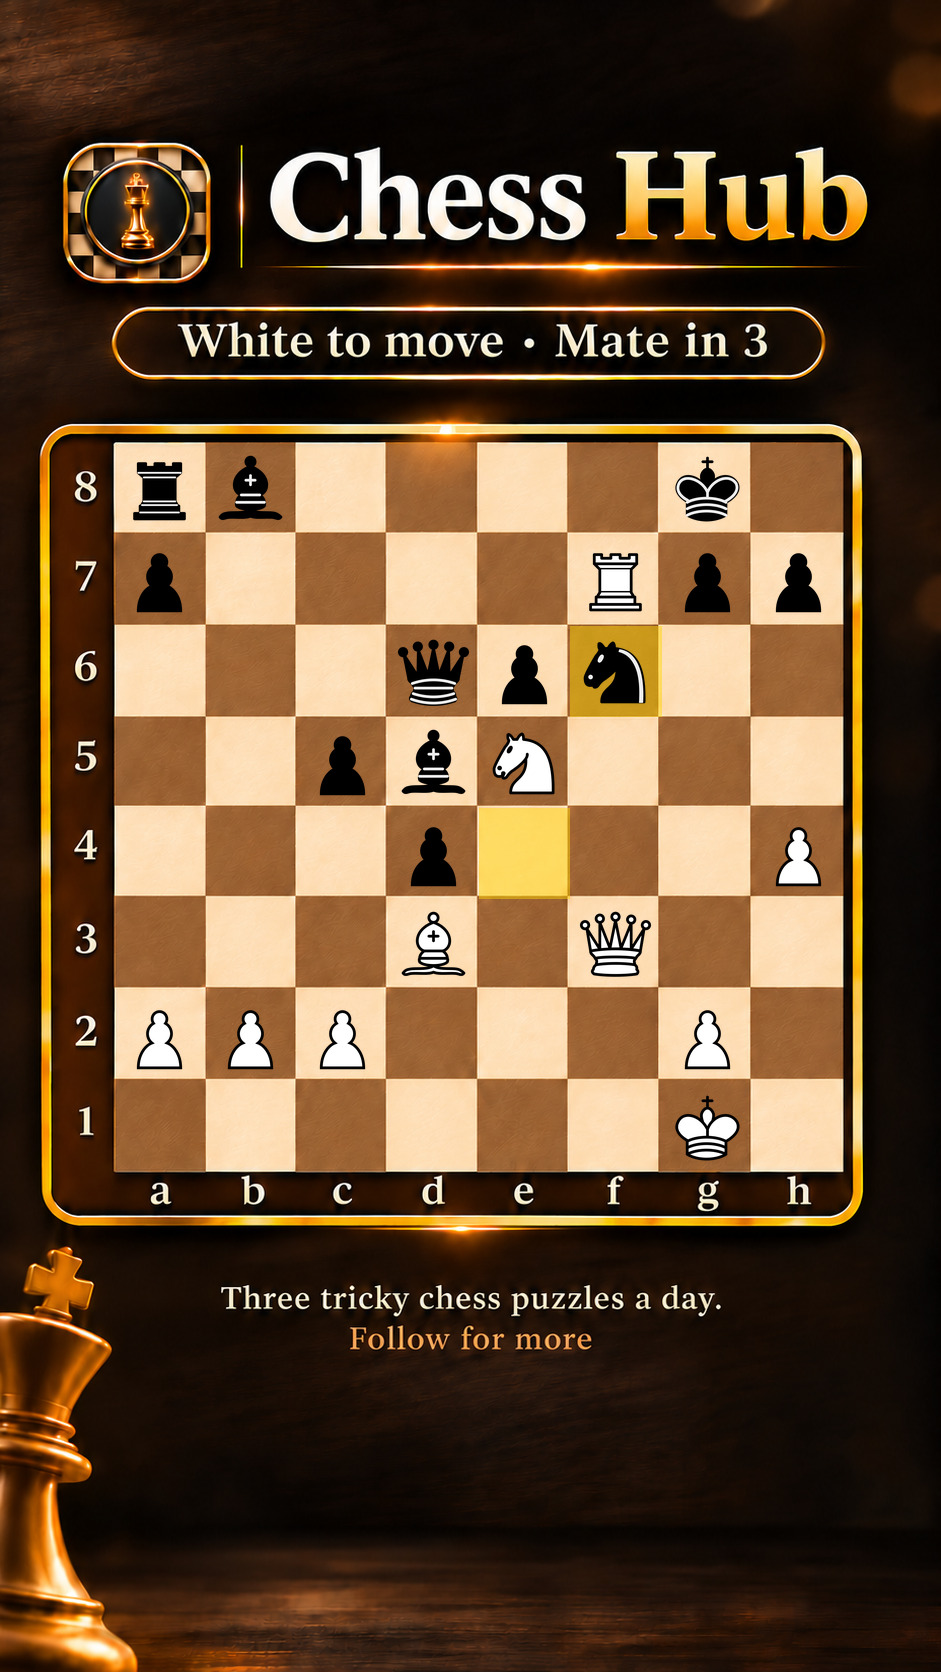 Chess Hub
White to move • Mate in 3
8
7
6
5
4
3
2
1
a b c d e f g h
Three tricky chess puzzles a day.
Follow for more